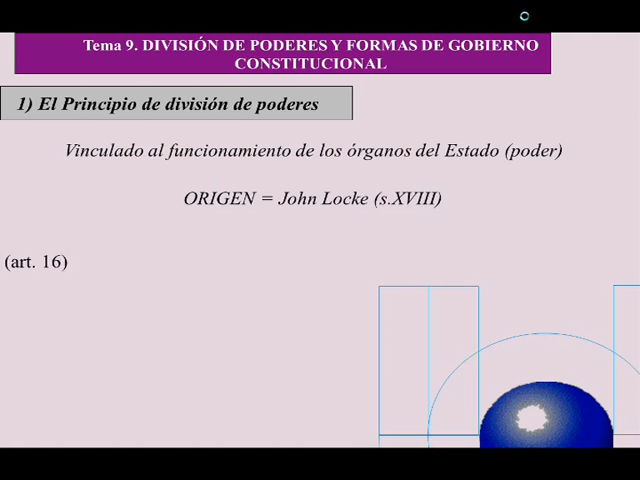 Tema 9. DIVISIÓN DE PODERES Y FORMAS DE GOBIERNO
CONSTITUCIONAL
1) El Principio de división de poderes
Vinculado al funcionamiento de los órganos del Estado (poder)
ORIGEN = John Locke (s.XVIII)
(art. 16)